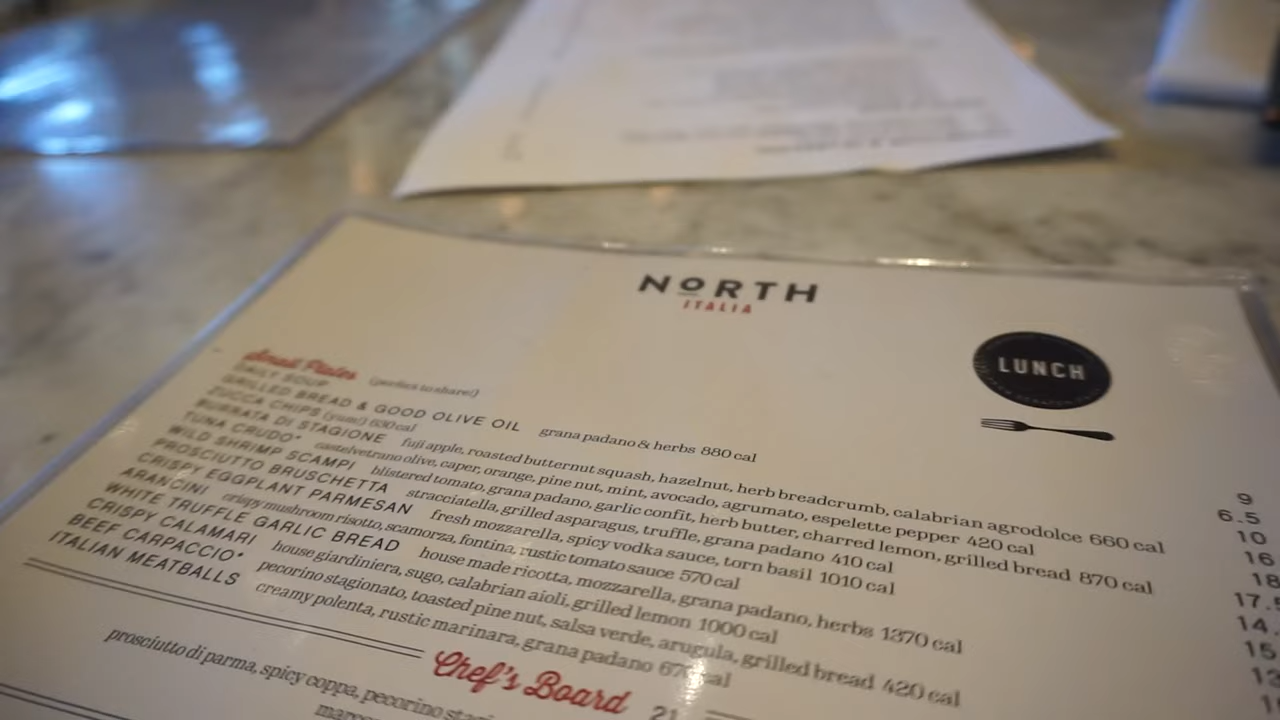 NORTH
ITALIA
LUNCH
Small Plates (perfect to share!)
DAILY SOUP 9
GRILLED BREAD & GOOD OLIVE OIL grana padano & herbs 880 cal 6.5
ZUCCA CHIPS (yum!) 630 cal 10
BURRATA DI STAGIONE fuji apple, roasted butternut squash, hazelnut, herb breadcrumb, calabrian agrodolce 660 cal 16
TUNA CRUDO* castelvetrano olive, caper, orange, pine nut, mint, avocado, agrumato, espelette pepper 420 cal 18
WILD SHRIMP SCAMPI blistered tomato, grana padano, garlic confit, herb butter, charred lemon, grilled bread 870 cal 17.
PROSCIUTTO BRUSCHETTA stracciatella, grilled asparagus, truffle, grana padano 410 cal 14.
CRISPY EGGPLANT PARMESAN fresh mozzarella, spicy vodka sauce, torn basil 1010 cal 15
ARANCINI crispy mushroom risotto, scamorza, fontina, rustic tomato sauce 570 cal
WHITE TRUFFLE GARLIC BREAD house made ricotta, mozzarella, grana padano, herbs 1370 cal
CRISPY CALAMARI house giardiniera, sugo, calabrian aioli, grilled lemon 1000 cal
BEEF CARPACCIO* pecorino stagionato, toasted pine nut, salsa verde, arugula, grilled bread 420 cal
ITALIAN MEATBALLS creamy polenta, rustic marinara, grana padano
Chef's Board 21
prosciutto di parma, spicy coppa, pecorino